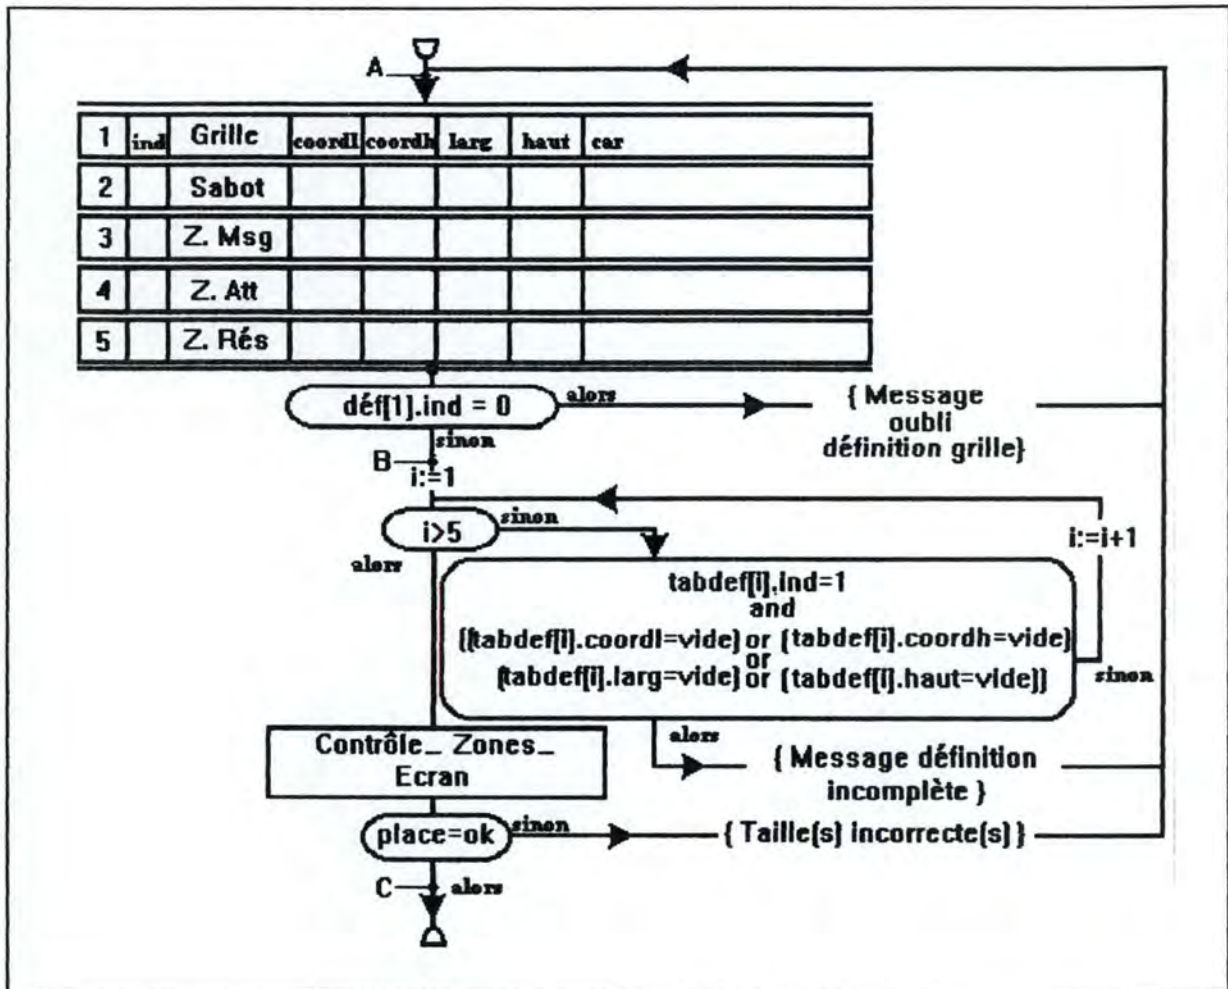 A
1 ind Grille coordl coordh larg haut car
2 Sabot
3 Z. Msg
4 Z. Att
5 Z. Rés
déf[1].ind = 0
alors
{ Message
oubli
définition grille}
sinon
B
i:=1
i>5
sinon
alors
i:=i+1
tabdef[i].ind=1
and
((tabdef[i].coordl=vide) or (tabdef[i].coordh=vide)
or
(tabdef[i].larg=vide) or (tabdef[i].haut=vide))
sinon
alors
{ Message définition
incomplète }
Contrôle_ Zones_
Ecran
place=ok
sinon
{ Taille(s) incorrecte(s) }
C
alors